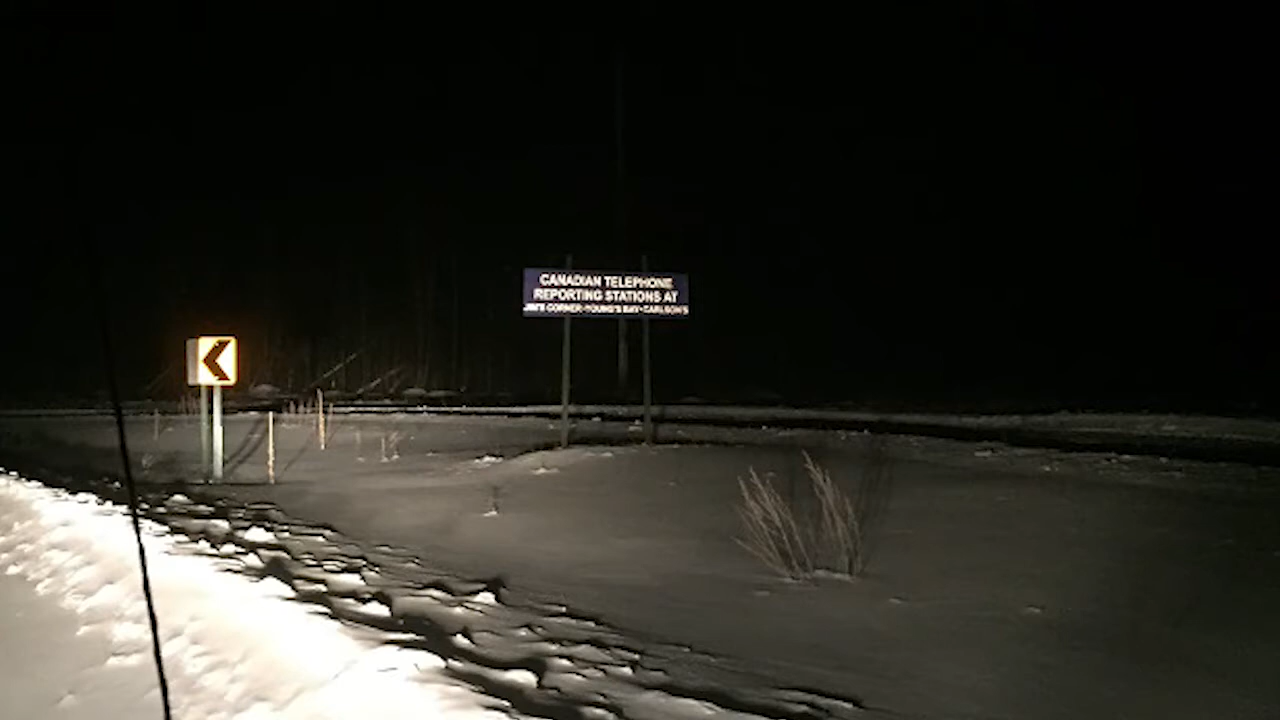 CANADIAN TELEPHONE
REPORTING STATIONS AT
JIM'S CORNER·YOUNG'S BAY·CARLSON'S